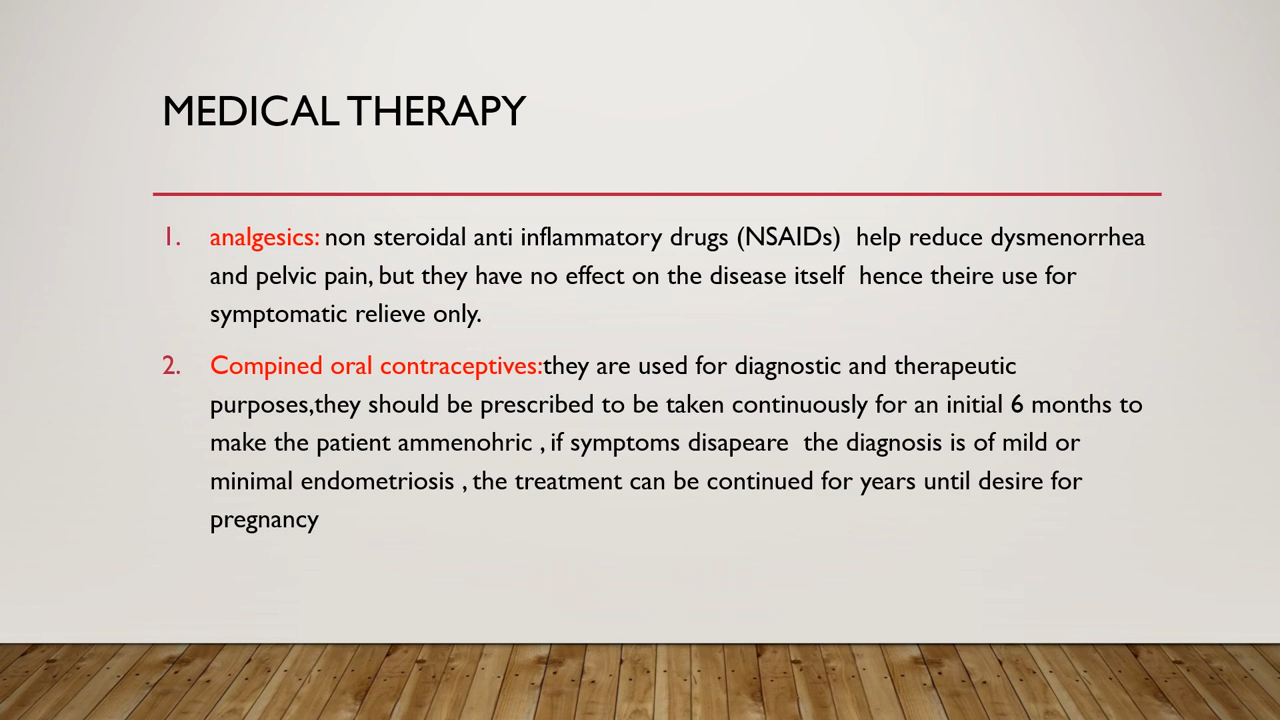 MEDICAL THERAPY
1. analgesics: non steroidal anti inflammatory drugs (NSAIDs) help reduce dysmenorrhea
and pelvic pain, but they have no effect on the disease itself hence theire use for
symptomatic relieve only.
2. Compined oral contraceptives:they are used for diagnostic and therapeutic
purposes,they should be prescribed to be taken continuously for an initial 6 months to
make the patient ammenohric , if symptoms disapeare the diagnosis is of mild or
minimal endometriosis , the treatment can be continued for years until desire for
pregnancy